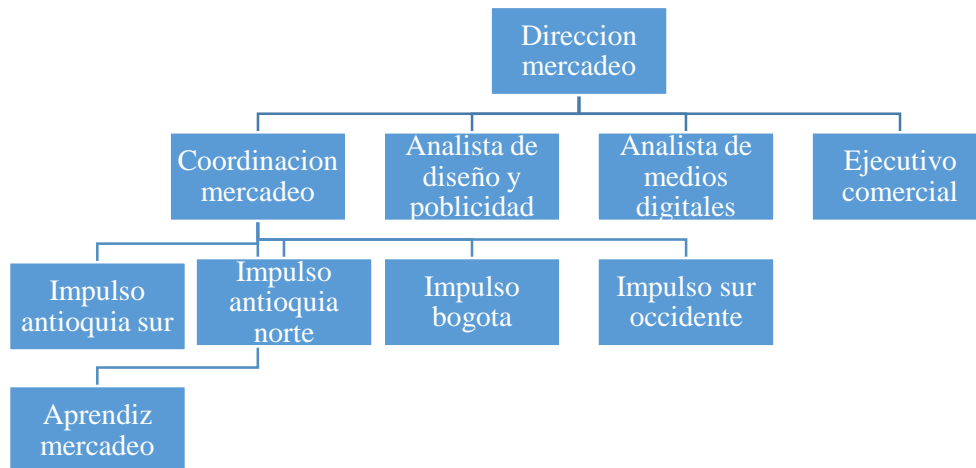 Direccion
mercadeo
Coordinacion
mercadeo
Analista de
diseño y
poblicidad
Analista de
medios
digitales
Ejecutivo
comercial
Impulso
antioquia sur
Impulso
antioquia
norte
Impulso
bogota
Impulso sur
occidente
Aprendiz
mercadeo